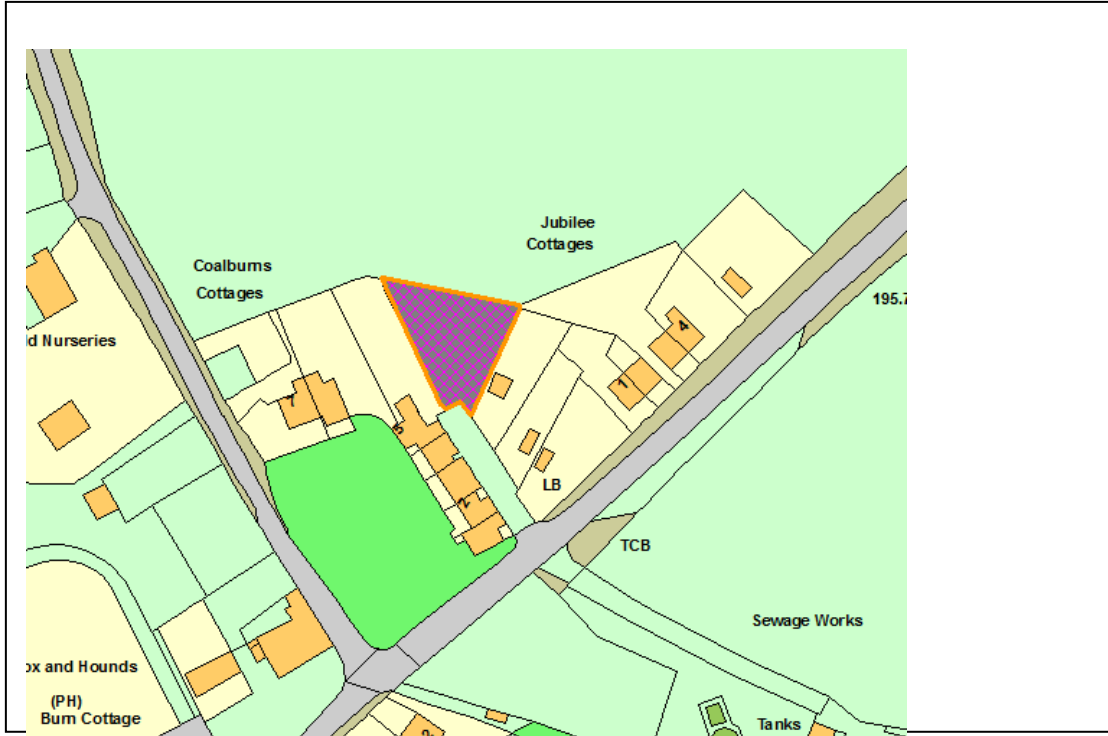 Jubilee
Cottages
Coalburns
Cottages
195.7
d Nurseries
4
1
7
5
2
LB
TCB
Sewage Works
ox and Hounds
(PH)
Burn Cottage
Tanks
2